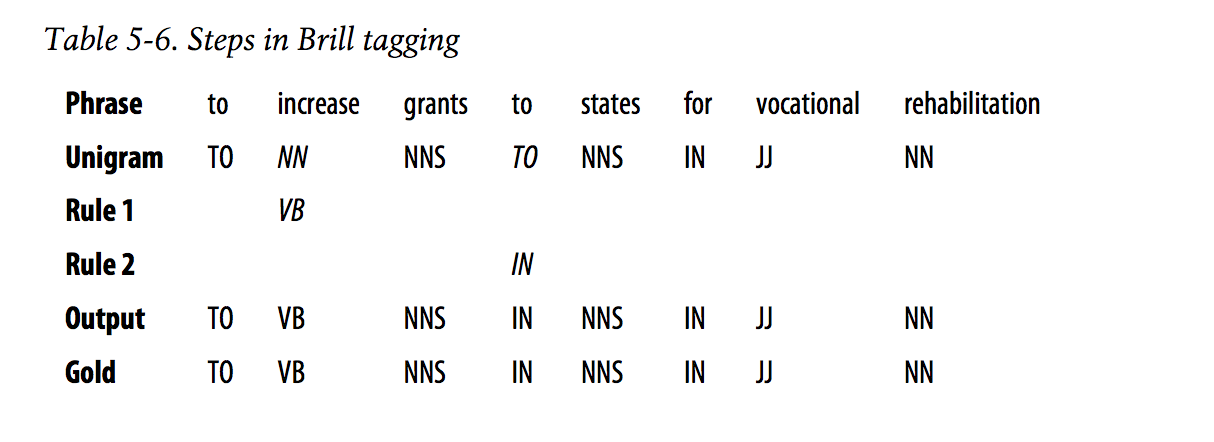 Table 5-6. Steps in Brill tagging
Phrase to increase grants to states for vocational rehabilitation
Unigram TO NN NNS TO NNS IN JJ NN
Rule 1 VB
Rule 2 IN
Output TO VB NNS IN NNS IN JJ NN
Gold TO VB NNS IN NNS IN JJ NN